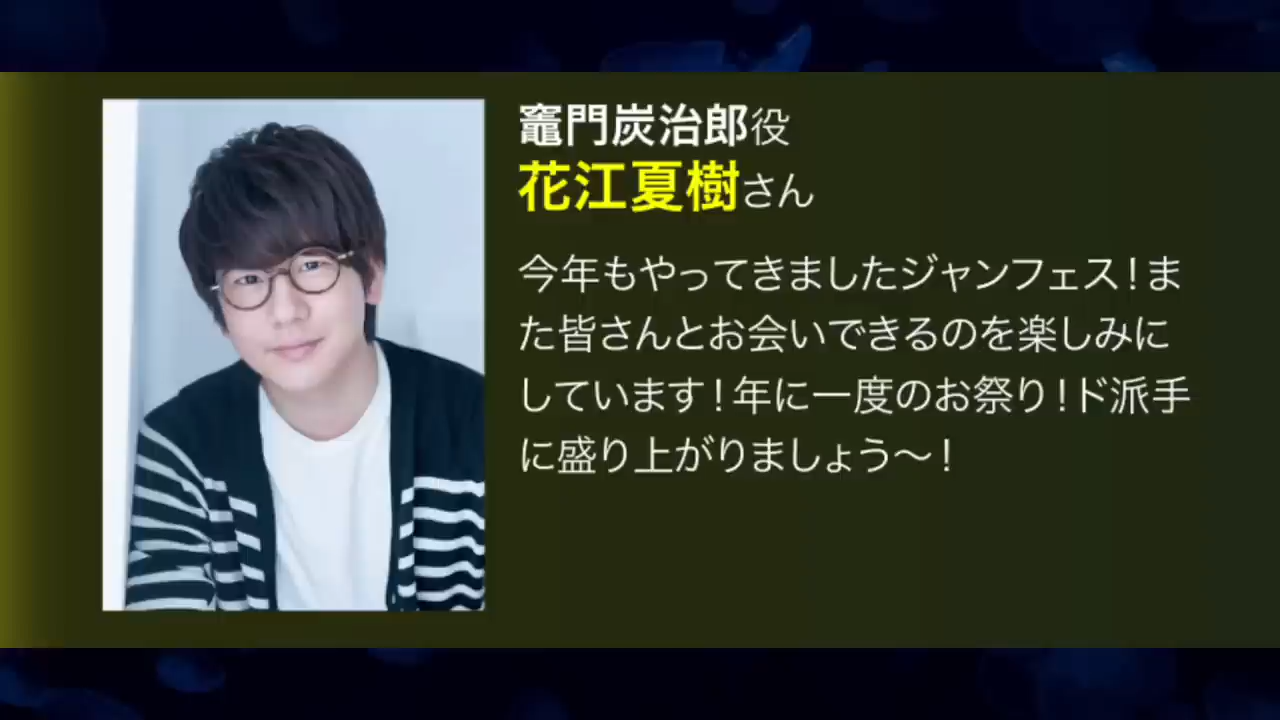 竈門炭治郎役
花江夏樹さん
今年もやってきましたジャンフェス！ま
た皆さんとお会いできるのを楽しみに
しています！年に一度のお祭り！ド派手
に盛り上がりましょう〜！